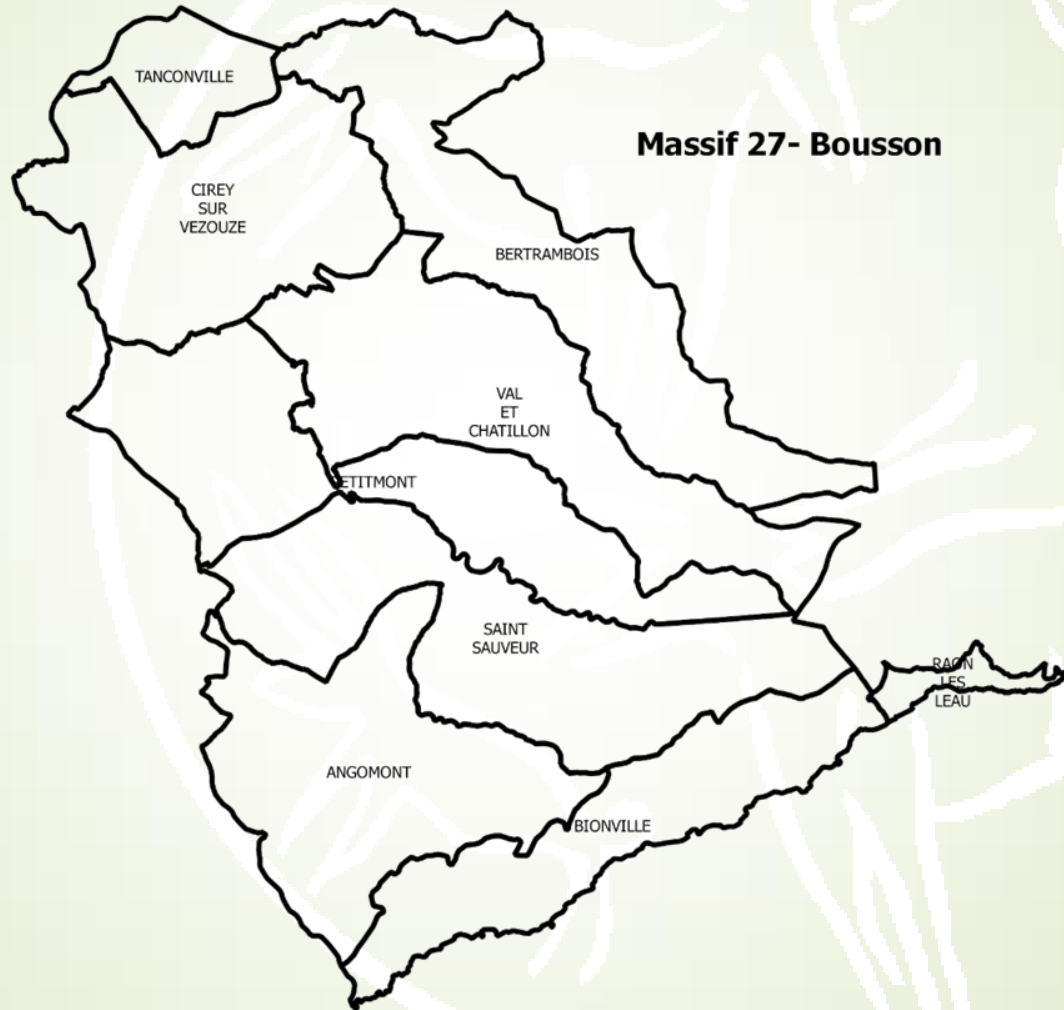 TANCONVILLE
Massif 27- Bousson
CIREY
SUR
VEZOUZE
BERTRAMBOIS
VAL
ET
CHATILLON
ETITMONT
SAINT
SAUVEUR
RAON
LES
LEAU
ANGOMONT
BIONVILLE